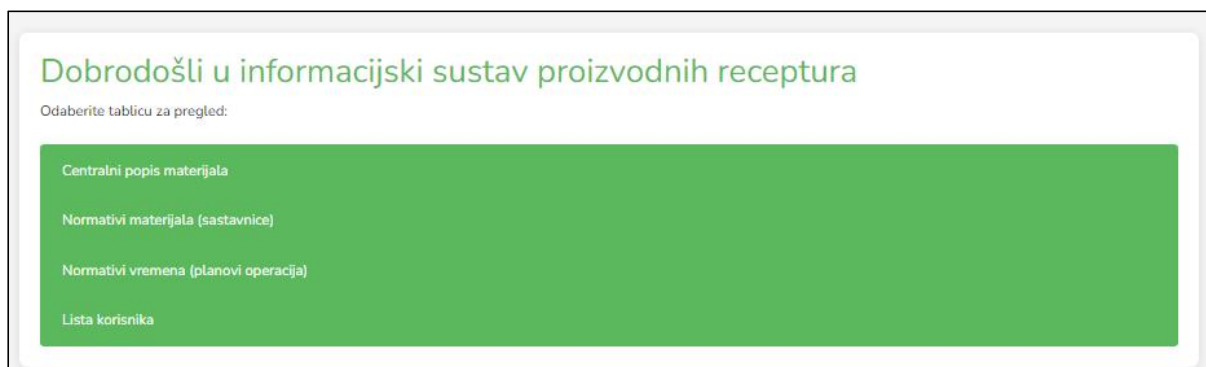 Dobrodošli u informacijski sustav proizvodnih receptura
Odaberite tablicu za pregled:
Centralni popis materijala
Normativi materijala (sastavnice)
Normativi vremena (planovi operacija)
Lista korisnika